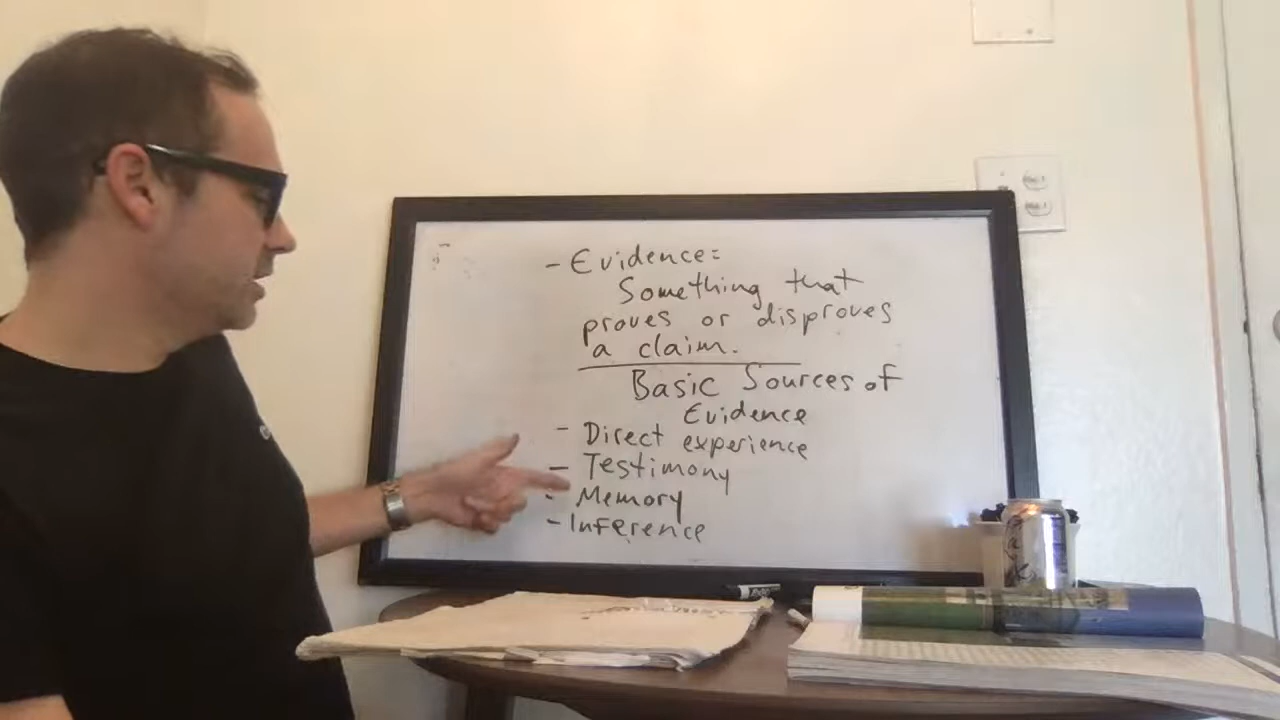 - Evidence:
Something that
proves or disproves
a claim.
Basic Sources of
Evidence
- Direct experience
- Testimony
- Memory
- Inference